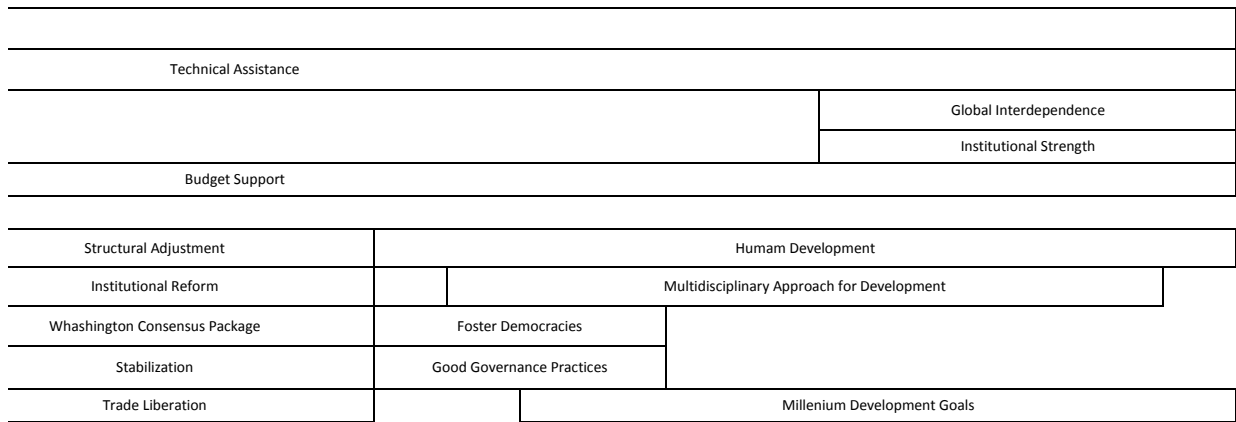 Technical Assistance
Global Interdependence
Institutional Strength
Budget Support
Structural Adjustment
Humam Development
Institutional Reform
Multidisciplinary Approach for Development
Whashington Consensus Package
Foster Democracies
Stabilization
Good Governance Practices
Trade Liberation
Millenium Development Goals